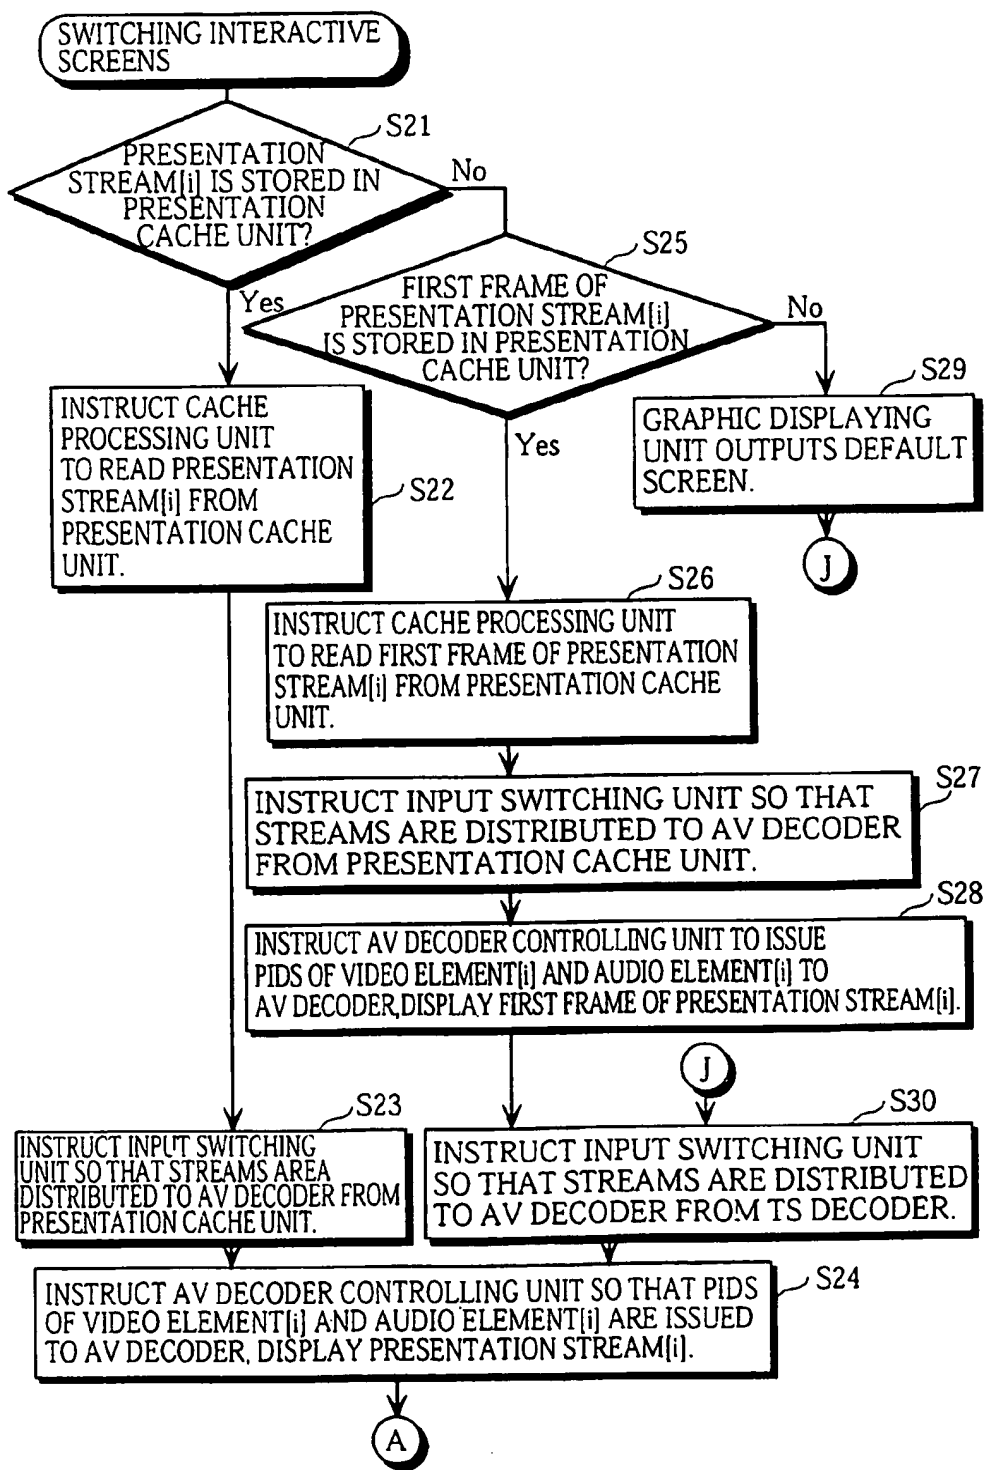 SWITCHING INTERACTIVE
SCREENS
S21
PRESENTATION
STREAM[i] IS STORED IN
PRESENTATION
CACHE UNIT?
No
Yes
S25
FIRST FRAME OF
PRESENTATION STREAM[i]
IS STORED IN PRESENTATION
CACHE UNIT?
No
Yes
S29
GRAPHIC DISPLAYING
UNIT OUTPUTS DEFAULT
SCREEN.
J
INSTRUCT CACHE
PROCESSING UNIT
TO READ PRESENTATION
STREAM[i] FROM
PRESENTATION CACHE
UNIT.
S22
S26
INSTRUCT CACHE PROCESSING UNIT
TO READ FIRST FRAME OF PRESENTATION
STREAM[i] FROM PRESENTATION CACHE
UNIT.
S27
INSTRUCT INPUT SWITCHING UNIT SO THAT
STREAMS ARE DISTRIBUTED TO AV DECODER
FROM PRESENTATION CACHE UNIT.
S28
INSTRUCT AV DECODER CONTROLLING UNIT TO ISSUE
PIDS OF VIDEO ELEMENT[i] AND AUDIO ELEMENT[i] TO
AV DECODER,DISPLAY FIRST FRAME OF PRESENTATION STREAM[i].
J
S23
INSTRUCT INPUT SWITCHING
UNIT SO THAT STREAMS AREA
DISTRIBUTED TO AV DECODER FROM
PRESENTATION CACHE UNIT.
S30
INSTRUCT INPUT SWITCHING UNIT
SO THAT STREAMS ARE DISTRIBUTED
TO AV DECODER FROM TS DECODER.
S24
INSTRUCT AV DECODER CONTROLLING UNIT SO THAT PIDS
OF VIDEO ELEMENT[i] AND AUDIO ELEMENT[i] ARE ISSUED
TO AV DECODER, DISPLAY PRESENTATION STREAM[i].
A